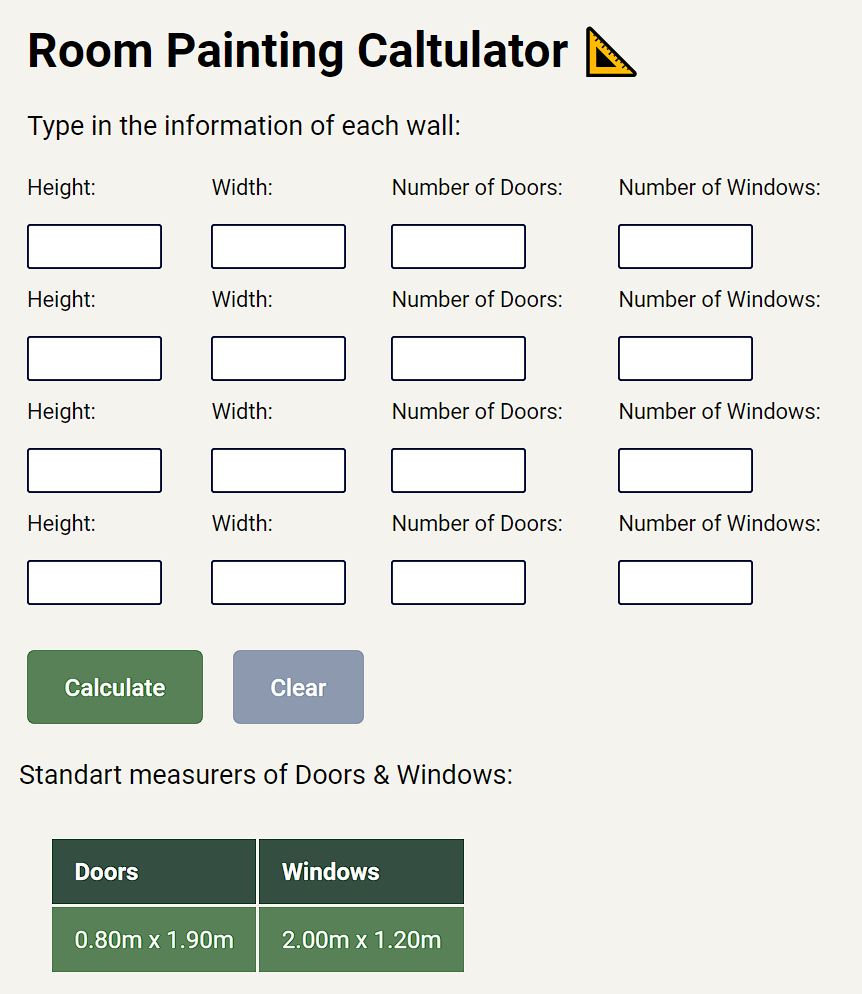 Room Painting Caltulator
Type in the information of each wall:
Height: Width: Number of Doors: Number of Windows:
Height: Width: Number of Doors: Number of Windows:
Height: Width: Number of Doors: Number of Windows:
Height: Width: Number of Doors: Number of Windows:
Calculate Clear
Standart measurers of Doors & Windows:
Doors Windows
0.80m x 1.90m 2.00m x 1.20m